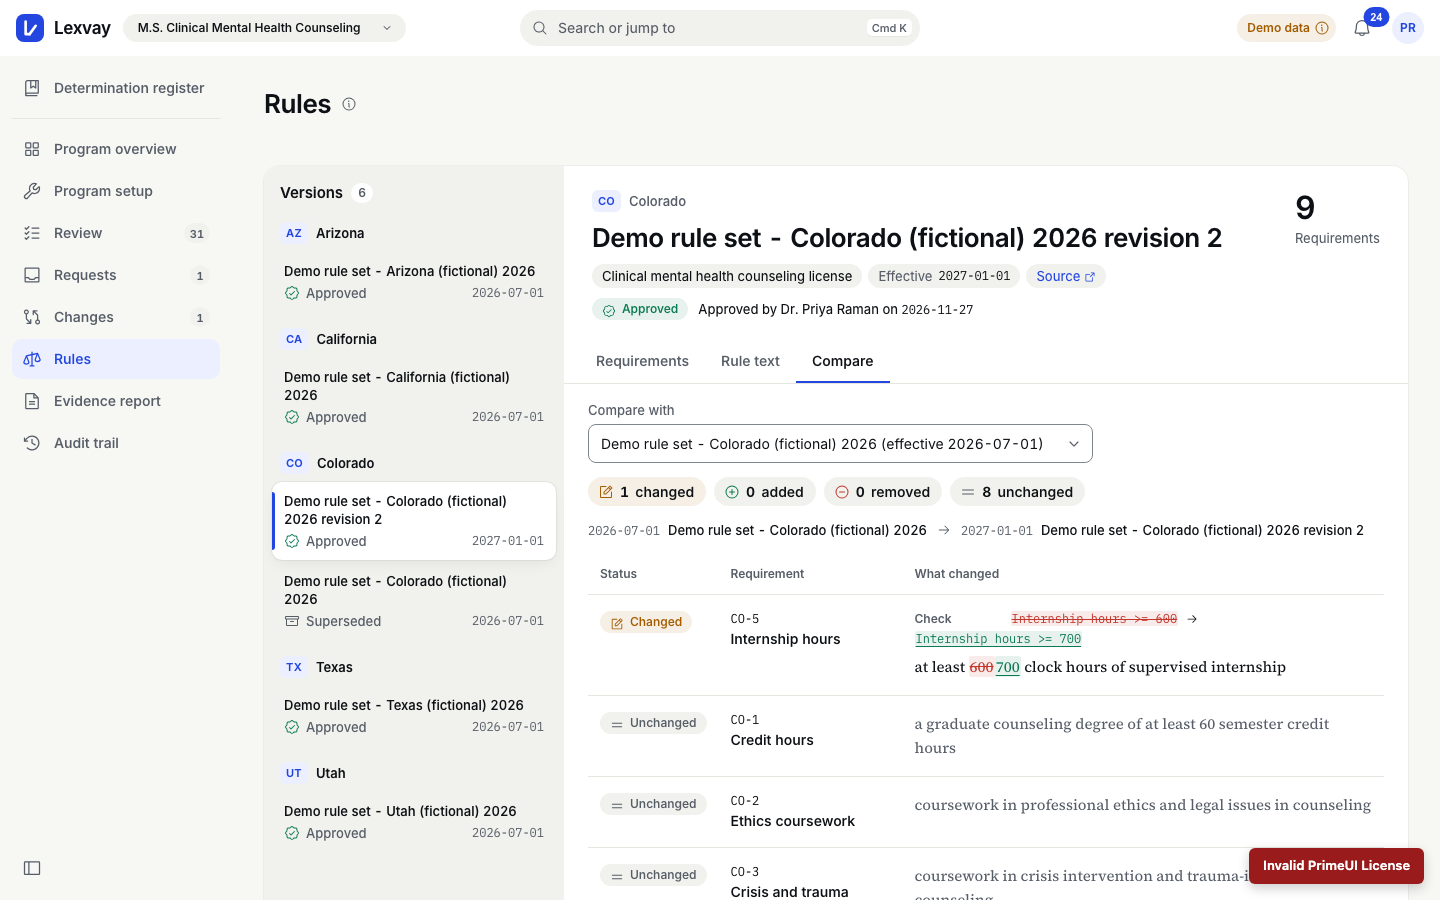 Lexvay
M.S. Clinical Mental Health Counseling
Search or jump to
Cmd K
Demo data
24
PR
Determination register
Program overview
Program setup
Review 31
Requests 1
Changes 1
Rules
Evidence report
Audit trail
Rules
Versions 6
AZ Arizona
Demo rule set - Arizona (fictional) 2026
Approved 2026-07-01
CA California
Demo rule set - California (fictional)
2026
Approved 2026-07-01
CO Colorado
Demo rule set - Colorado (fictional)
2026 revision 2
Approved 2027-01-01
Demo rule set - Colorado (fictional)
2026
Superseded 2026-07-01
TX Texas
Demo rule set - Texas (fictional) 2026
Approved 2026-07-01
UT Utah
Demo rule set - Utah (fictional) 2026
Approved 2026-07-01
CO Colorado
Demo rule set - Colorado (fictional) 2026 revision 2
9
Requirements
Clinical mental health counseling license
Effective 2027-01-01
Source
Approved
Approved by Dr. Priya Raman on 2026-11-27
Requirements
Rule text
Compare
Compare with
Demo rule set - Colorado (fictional) 2026 (effective 2026-07-01)
1 changed
0 added
0 removed
8 unchanged
2026-07-01 Demo rule set - Colorado (fictional) 2026 → 2027-01-01 Demo rule set - Colorado (fictional) 2026 revision 2
Status Requirement What changed
Changed
CO-5
Internship hours
Check Internship hours >= 600 →
Internship hours >= 700
at least 600 700 clock hours of supervised internship
Unchanged
CO-1
Credit hours
a graduate counseling degree of at least 60 semester credit
hours
Unchanged
CO-2
Ethics coursework
coursework in professional ethics and legal issues in counseling
Unchanged
CO-3
Crisis and trauma
coursework in crisis intervention and
counseling
Invalid PrimeUI License